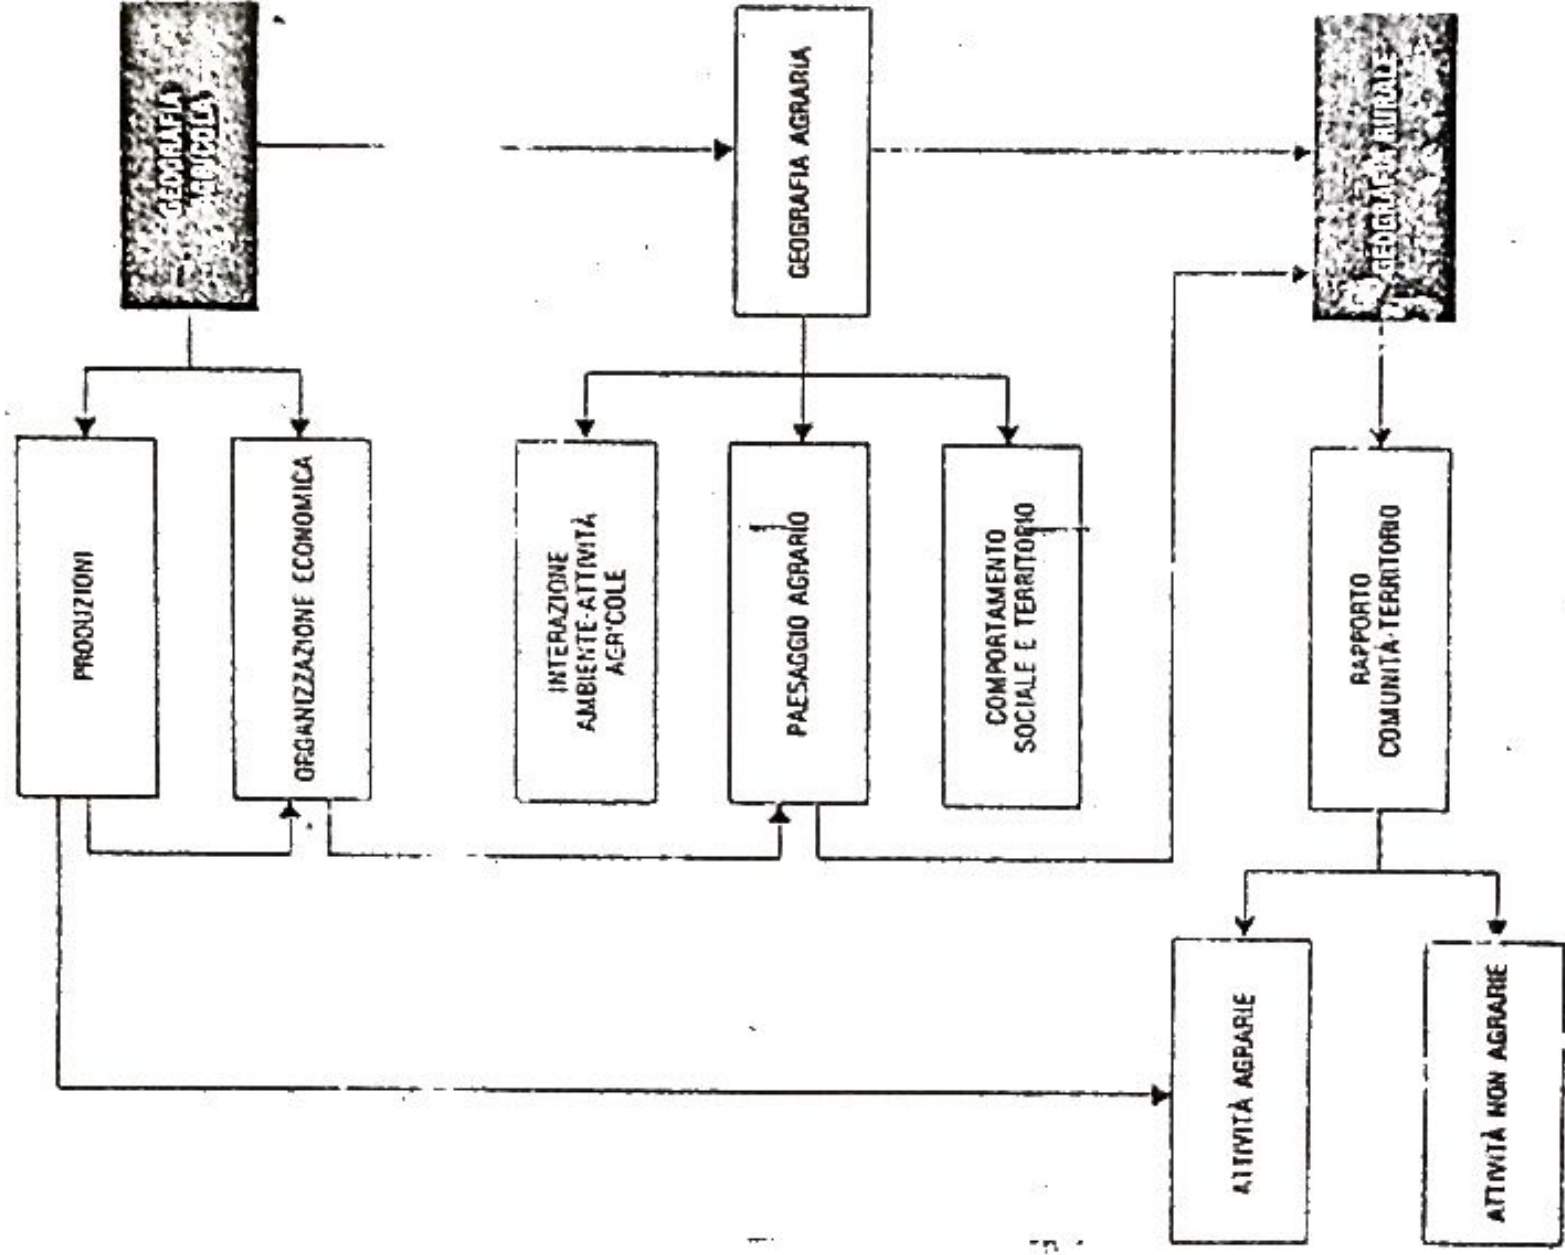 GEOGRAFIA
AGRICOLA
GEOGRAFIA AGRARIA
GEOGRAFIA RURALE
PRODUZIONI
ORGANIZZAZIONE ECONOMICA
INTERAZIONE
AMBIENTE-ATTIVITÀ
AGRICOLE
PAESAGGIO AGRARIO
COMPORTAMENTO
SOCIALE E TERRITORIO
RAPPORTO
COMUNITÀ-TERRITORIO
ATTIVITÀ AGRARIE
ATTIVITÀ NON AGRARIE